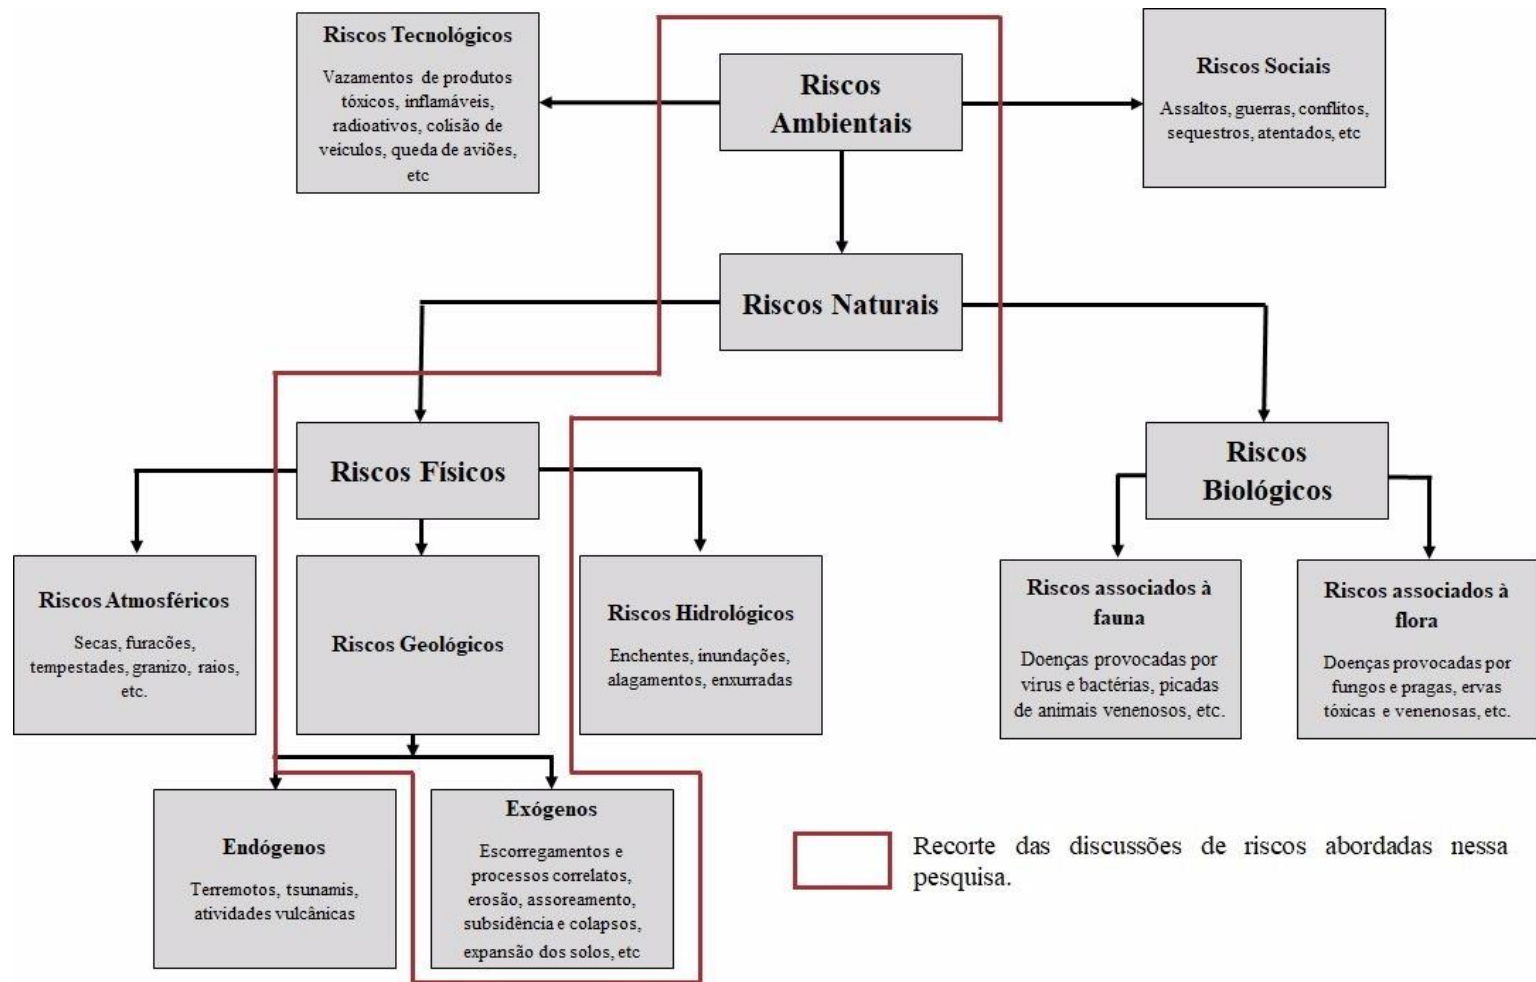 Riscos Tecnológicos
Vazamentos de produtos
tóxicos, inflamáveis,
radioativos, colisão de
veículos, queda de aviões,
etc
Riscos
Ambientais
Riscos Sociais
Assaltos, guerras, conflitos,
sequestros, atentados, etc
Riscos Naturais
Riscos Físicos
Riscos
Biológicos
Riscos Atmosféricos
Secas, furacões,
tempestades, granizo, raios,
etc.
Riscos Geológicos
Riscos Hidrológicos
Enchentes, inundações,
alagamentos, enxurradas
Riscos associados à
fauna
Doenças provocadas por
vírus e bactérias, picadas
de animais venenosos, etc.
Riscos associados à
flora
Doenças provocadas por
fungos e pragas, ervas
tóxicas e venenosas, etc.
Endógenos
Terremotos, tsunamis,
atividades vulcânicas
Exógenos
Escorregamentos e
processos correlatos,
erosão, assoreamento,
subsidência e colapsos,
expansão dos solos, etc
Recorte das discussões de riscos abordadas nessa
pesquisa.